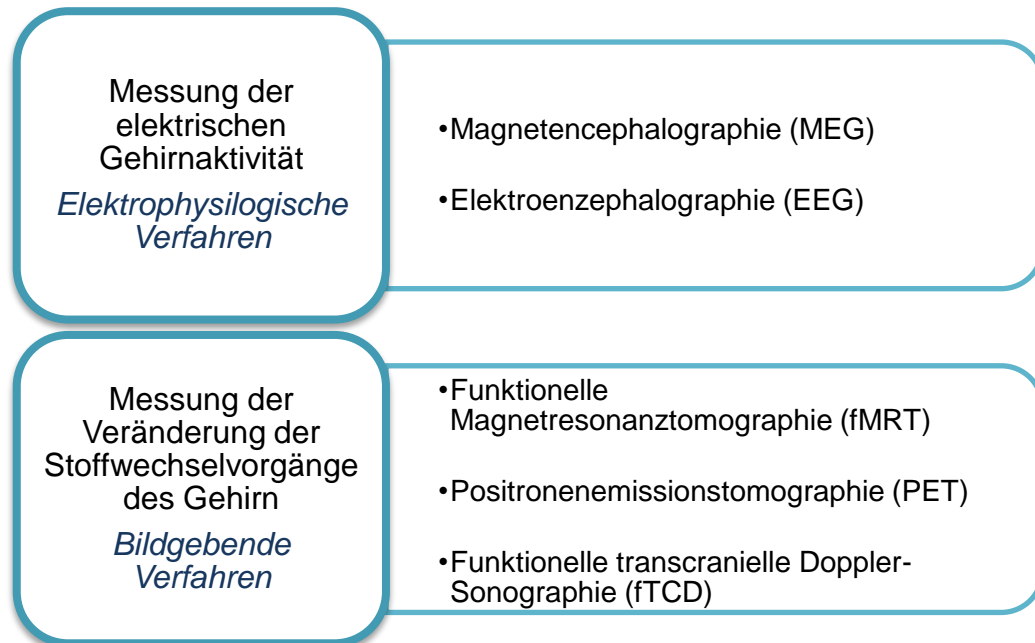 Messung der
elektrischen
Gehirnaktivität
Elektrophysilogische
Verfahren
•Magnetencephalographie (MEG)
•Elektroenzephalographie (EEG)
Messung der
Veränderung der
Stoffwechselvorgänge
des Gehirn
Bildgebende
Verfahren
•Funktionelle
Magnetresonanztomographie (fMRT)
•Positronenemissionstomographie (PET)
•Funktionelle transcranielle Doppler-
Sonographie (fTCD)